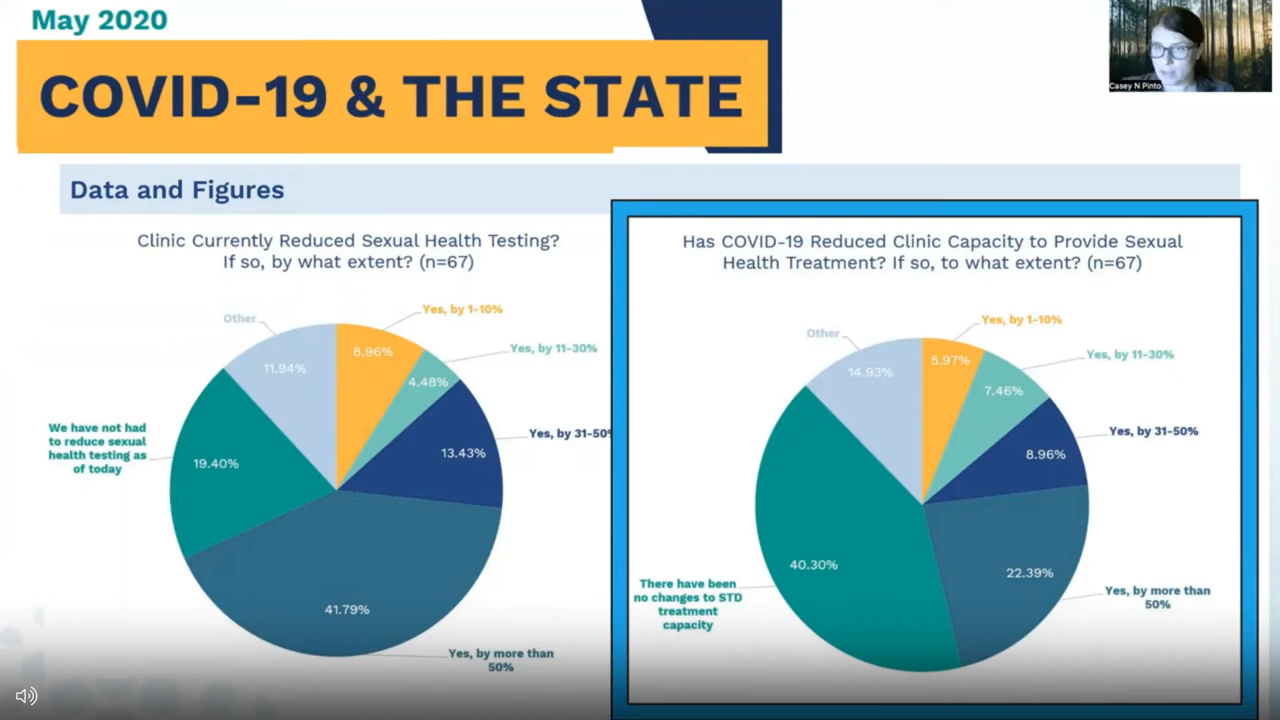 May 2020
COVID-19 & THE STATE
Casey N Pinto
Data and Figures
Clinic Currently Reduced Sexual Health Testing?
If so, by what extent? (n=67)
Other
Yes, by 1-10%
Yes, by 11-30%
11.94%
8.96%
4.48%
We have not had
to reduce sexual
health testing as
of today
19.40%
13.43%
Yes, by 31-50%
41.79%
Yes, by more than
50%
Has COVID-19 Reduced Clinic Capacity to Provide Sexual
Health Treatment? If so, to what extent? (n=67)
Other
Yes, by 1-10%
Yes, by 11-30%
14.93%
5.97%
7.46%
Yes, by 31-50%
8.96%
40.30%
22.39%
There have been
no changes to STD
treatment
capacity
Yes, by more than
50%